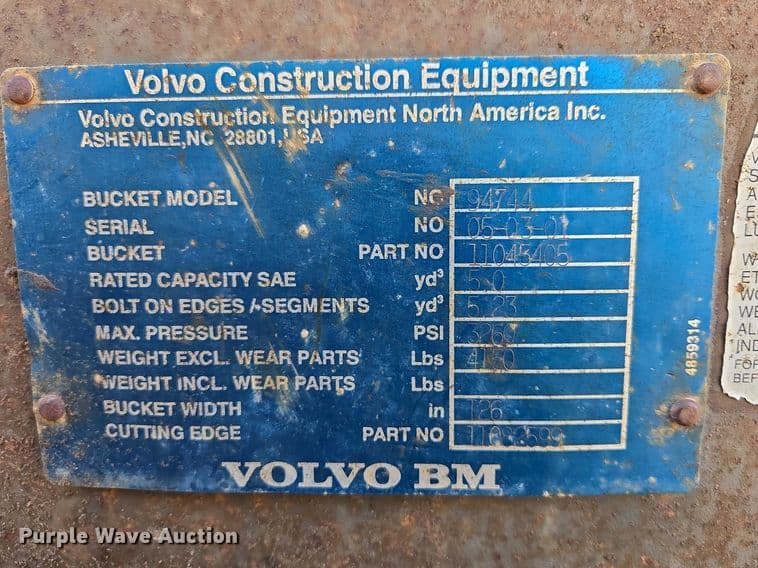 Volvo Construction Equipment
Volvo Construction Equipment North America Inc.
ASHEVILLE, NC 28801, USA
BUCKET MODEL NO 94744
SERIAL NO 05-03-01
BUCKET PART NO 11045405
RATED CAPACITY SAE yd³ 5.0
BOLT ON EDGES /-SEGMENTS yd³ 5.23
MAX. PRESSURE PSI
WEIGHT EXCL. WEAR PARTS Lbs
WEIGHT INCL. WEAR PARTS Lbs
BUCKET WIDTH in 126
CUTTING EDGE PART NO
VOLVO BM
4859314
Purple Wave Auction